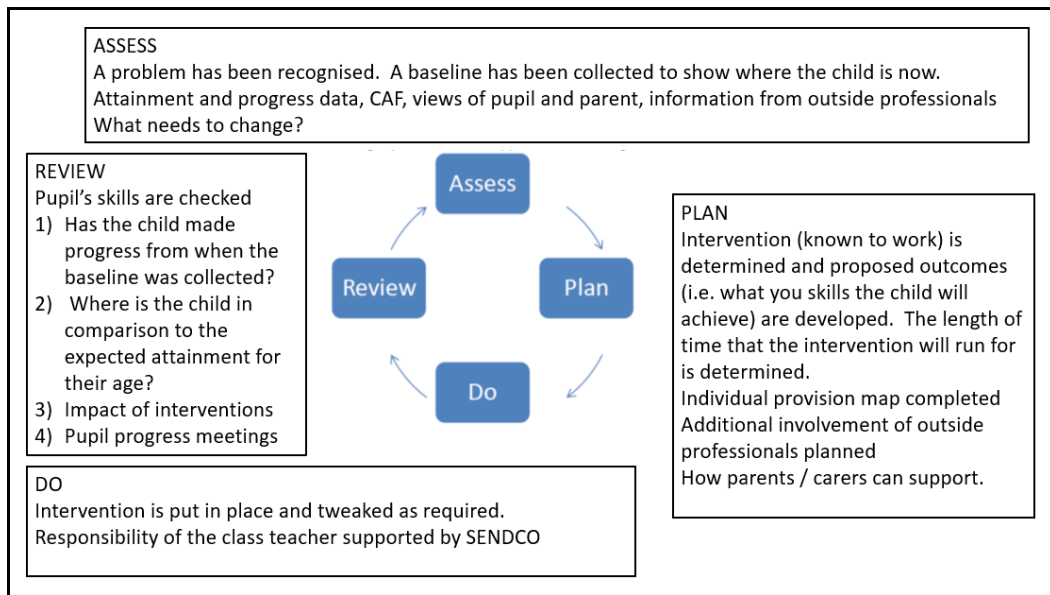 ASSESS
A problem has been recognised.  A baseline has been collected to show where the child is now.
Attainment and progress data, CAF, views of pupil and parent, information from outside professionals
What needs to change?
REVIEW
Pupil's skills are checked
1) Has the child made
progress from when the
baseline was collected?
2) Where is the child in
comparison to the
expected attainment for
their age?
3) Impact of interventions
4) Pupil progress meetings
Assess
Review
Plan
Do
PLAN
Intervention (known to work) is
determined and proposed outcomes
(i.e. what you skills the child will
achieve) are developed.  The length of
time that the intervention will run for
is determined.
Individual provision map completed
Additional involvement of outside
professionals planned
How parents / carers can support.
DO
Intervention is put in place and tweaked as required.
Responsibility of the class teacher supported by SENDCO